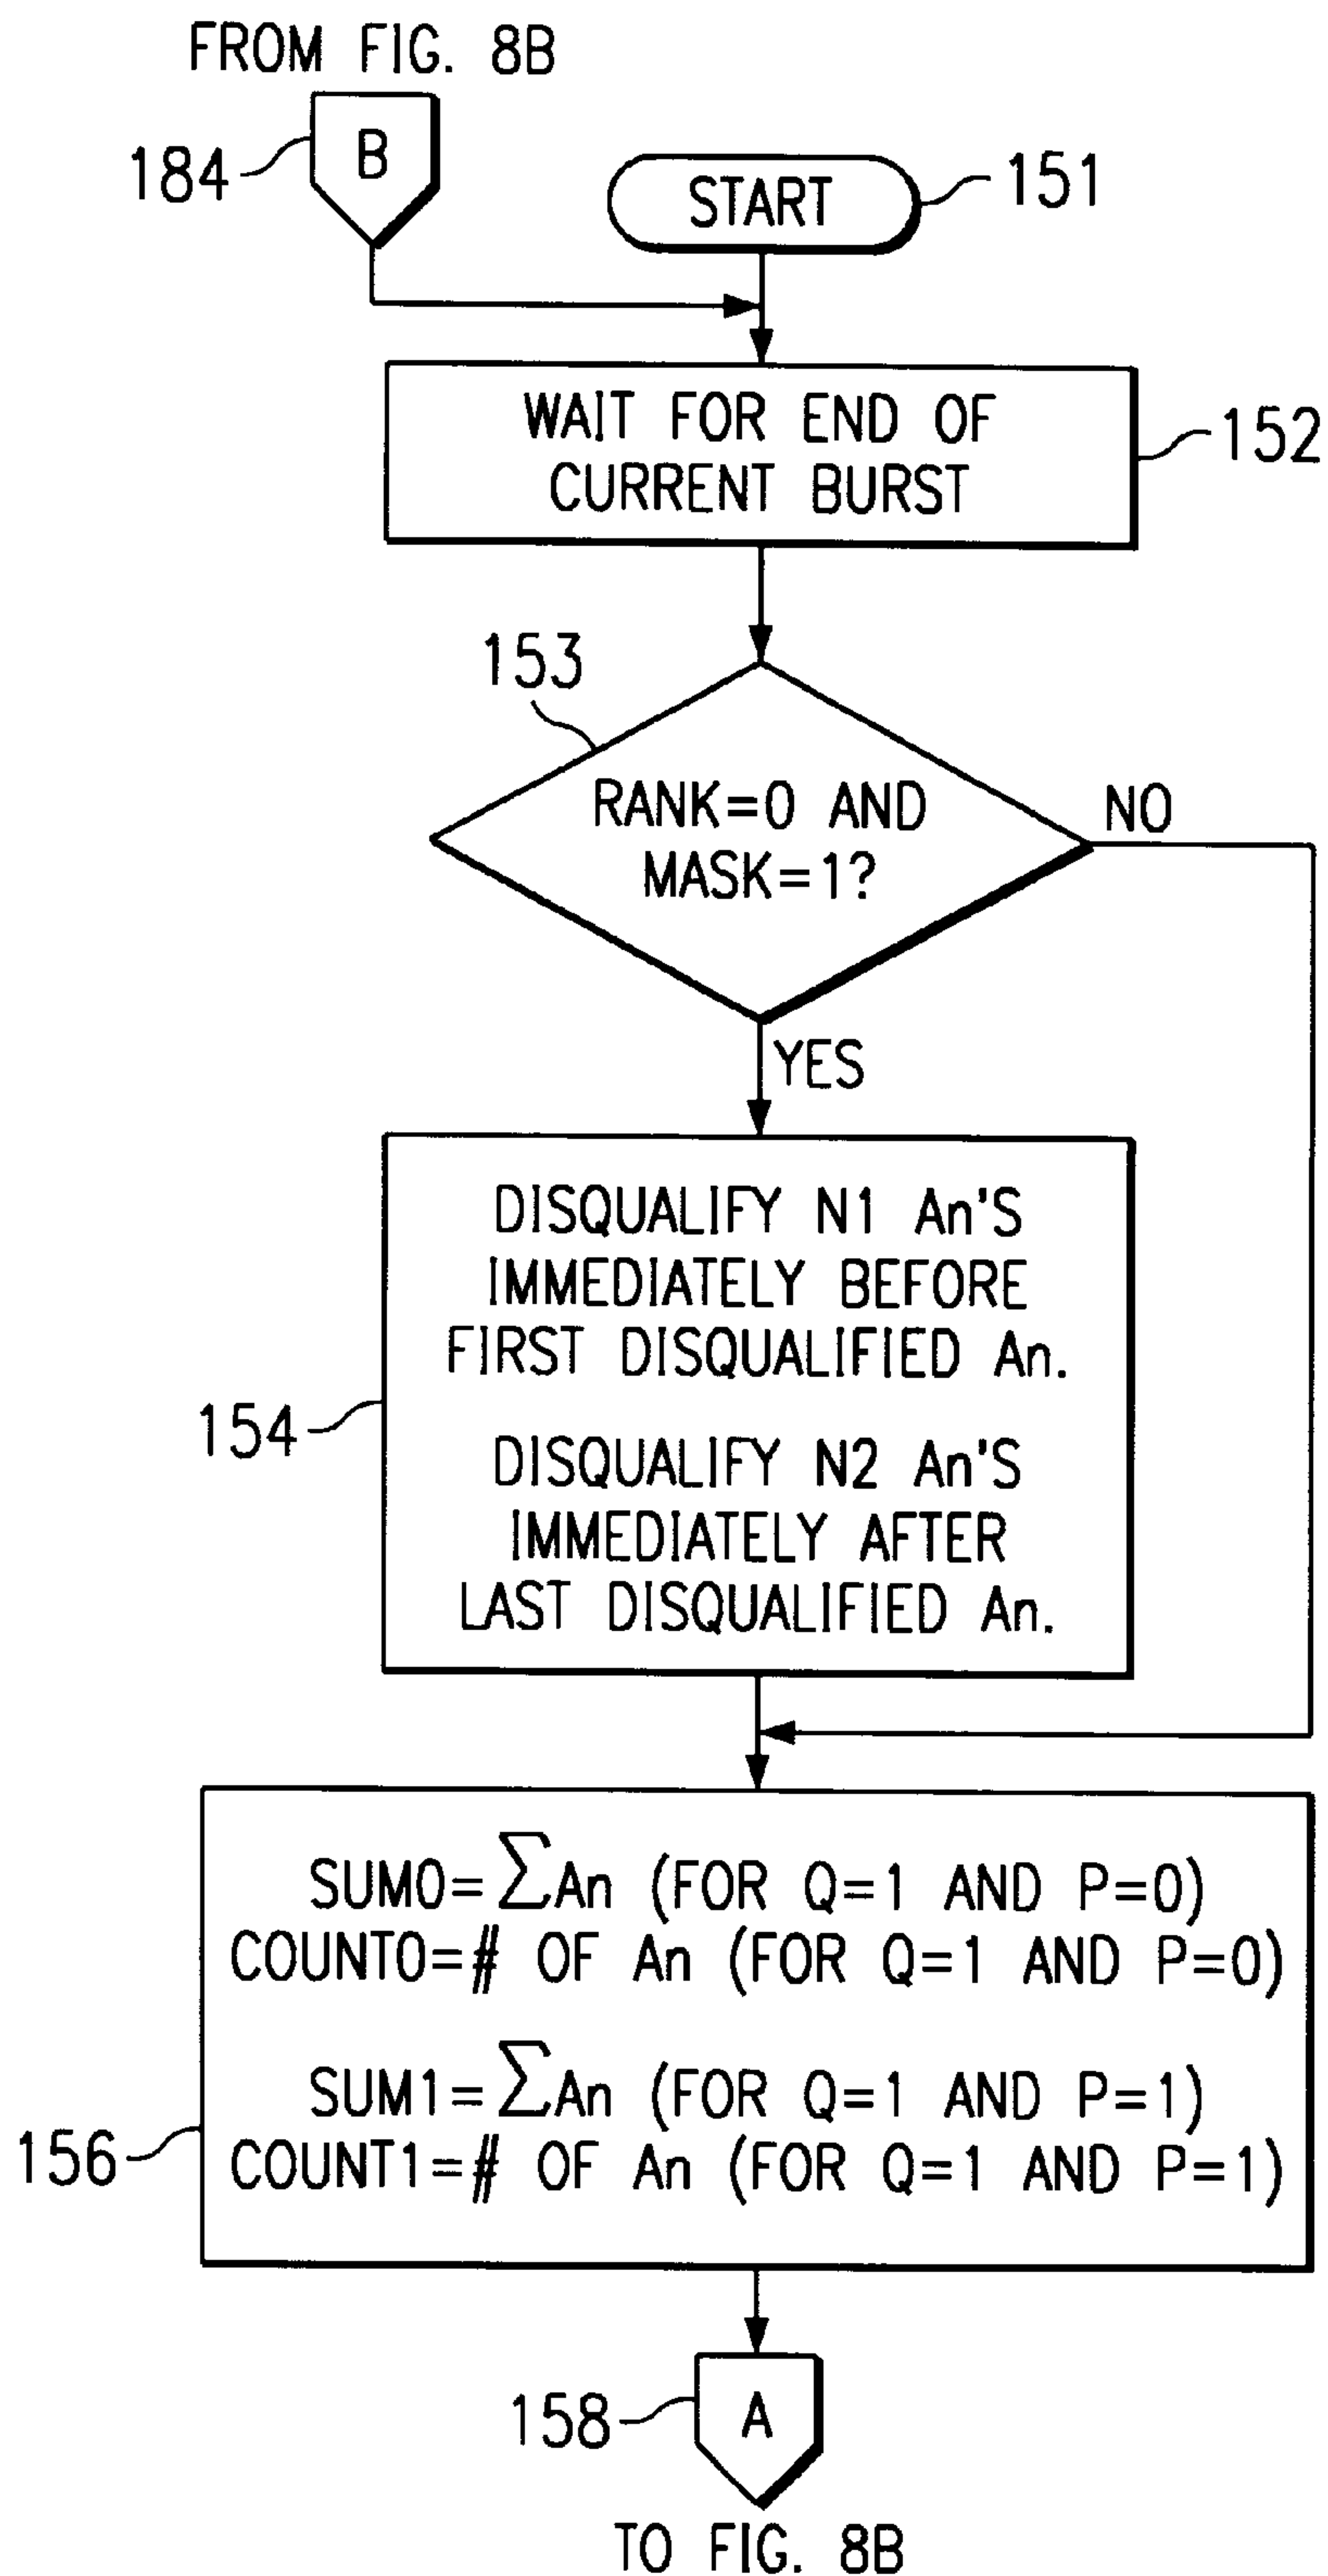 FROM FIG. 8B
B
184
START
151
WAIT FOR END OF
CURRENT BURST
152
153
RANK=0 AND
MASK=1?
NO
YES
DISQUALIFY N1 An'S
IMMEDIATELY BEFORE
FIRST DISQUALIFIED An.
DISQUALIFY N2 An'S
IMMEDIATELY AFTER
LAST DISQUALIFIED An.
154
SUM0=∑An (FOR Q=1 AND P=0)
COUNT0=# OF An (FOR Q=1 AND P=0)
SUM1=∑An (FOR Q=1 AND P=1)
COUNT1=# OF An (FOR Q=1 AND P=1)
156
158
A
TO FIG. 8B